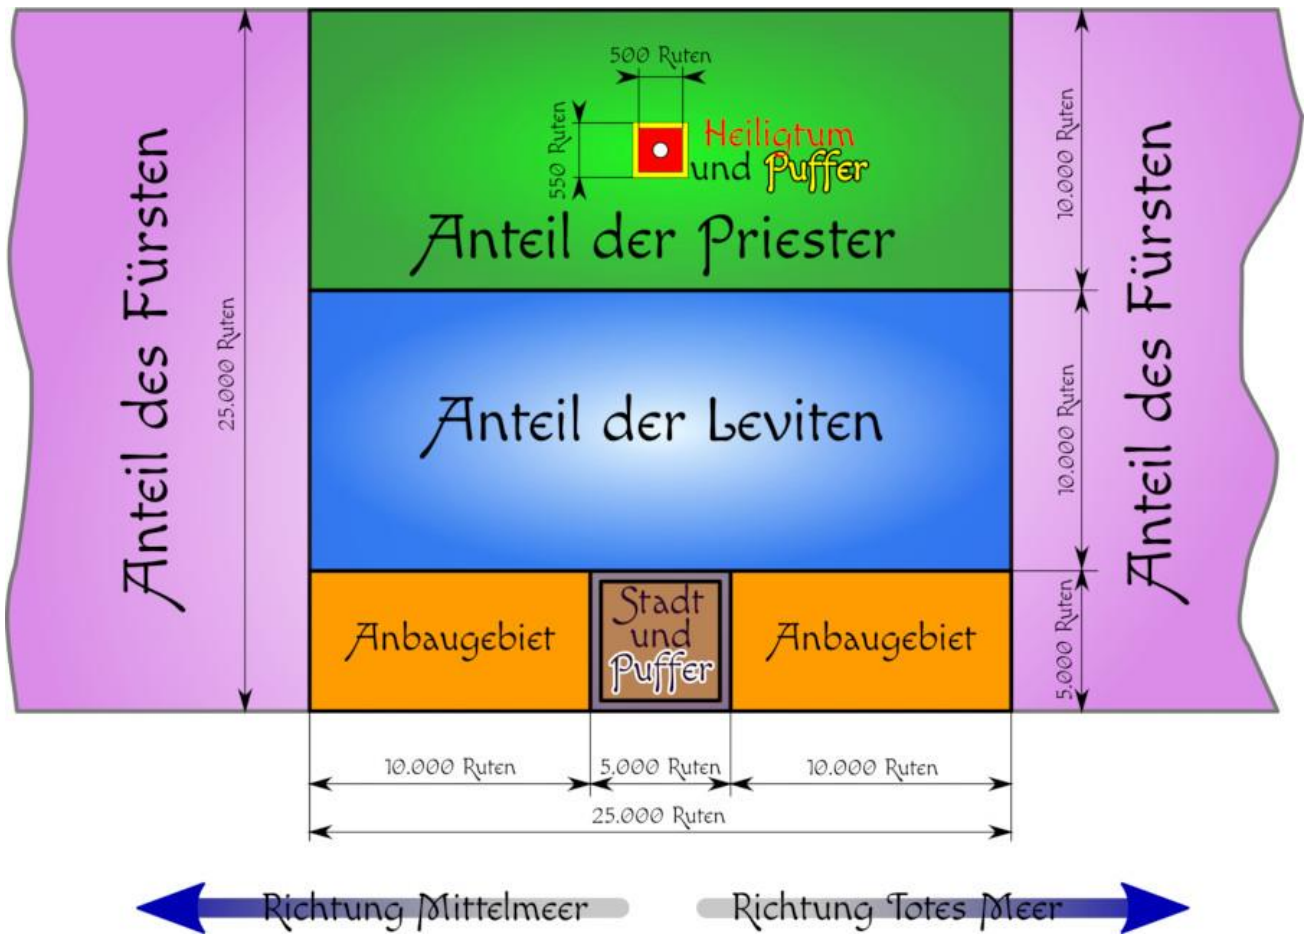 500 Ruten
550 Ruten
Heiligtum
und Puffer
Anteil der Priester
10.000 Ruten
Anteil des Fürsten
25.000 Ruten
Anteil der Leviten
10.000 Ruten
Anteil des Fürsten
Anbaugebiet
Stadt
und
Puffer
Anbaugebiet
5.000 Ruten
10.000 Ruten
5.000 Ruten
10.000 Ruten
25.000 Ruten
Richtung Mittelmeer
Richtung Totes Meer